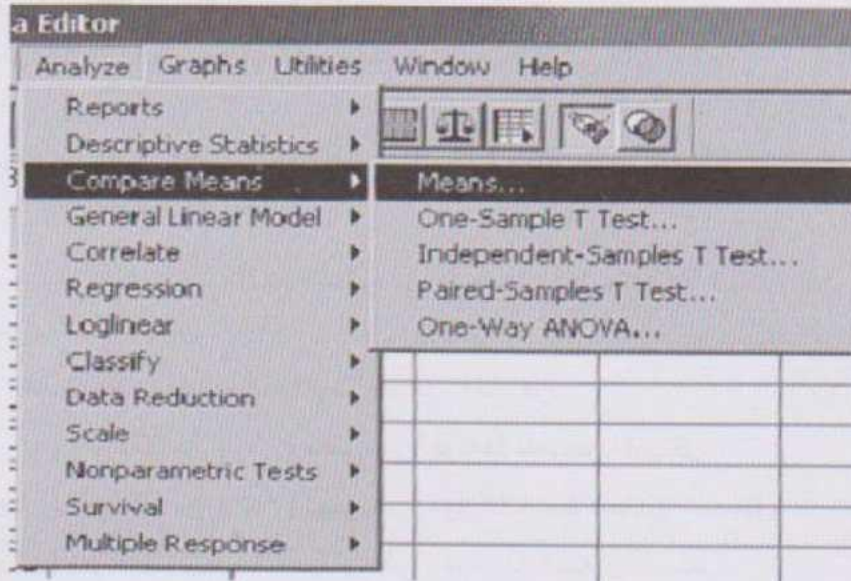 a Editor
Analyze Graphs Utilities Window Help
Reports
Descriptive Statistics
Compare Means
General Linear Model
Correlate
Regression
Loglinear
Classify
Data Reduction
Scale
Nonparametric Tests
Survival
Multiple Response
Means...
One-Sample T Test...
Independent-Samples T Test...
Paired-Samples T Test...
One-Way ANOVA...